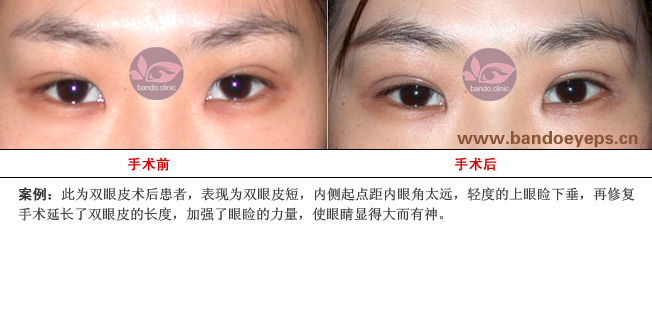 bando.clinic
bando.clinic
www.bandoeyeps.cn
手术前
手术后
案例：此为双眼皮术后患者，表现为双眼皮短，内侧起点距内眼角太远，轻度的上眼睑下垂，再修复
手术延长了双眼皮的长度，加强了眼睑的力量，使眼睛显得大而有神。